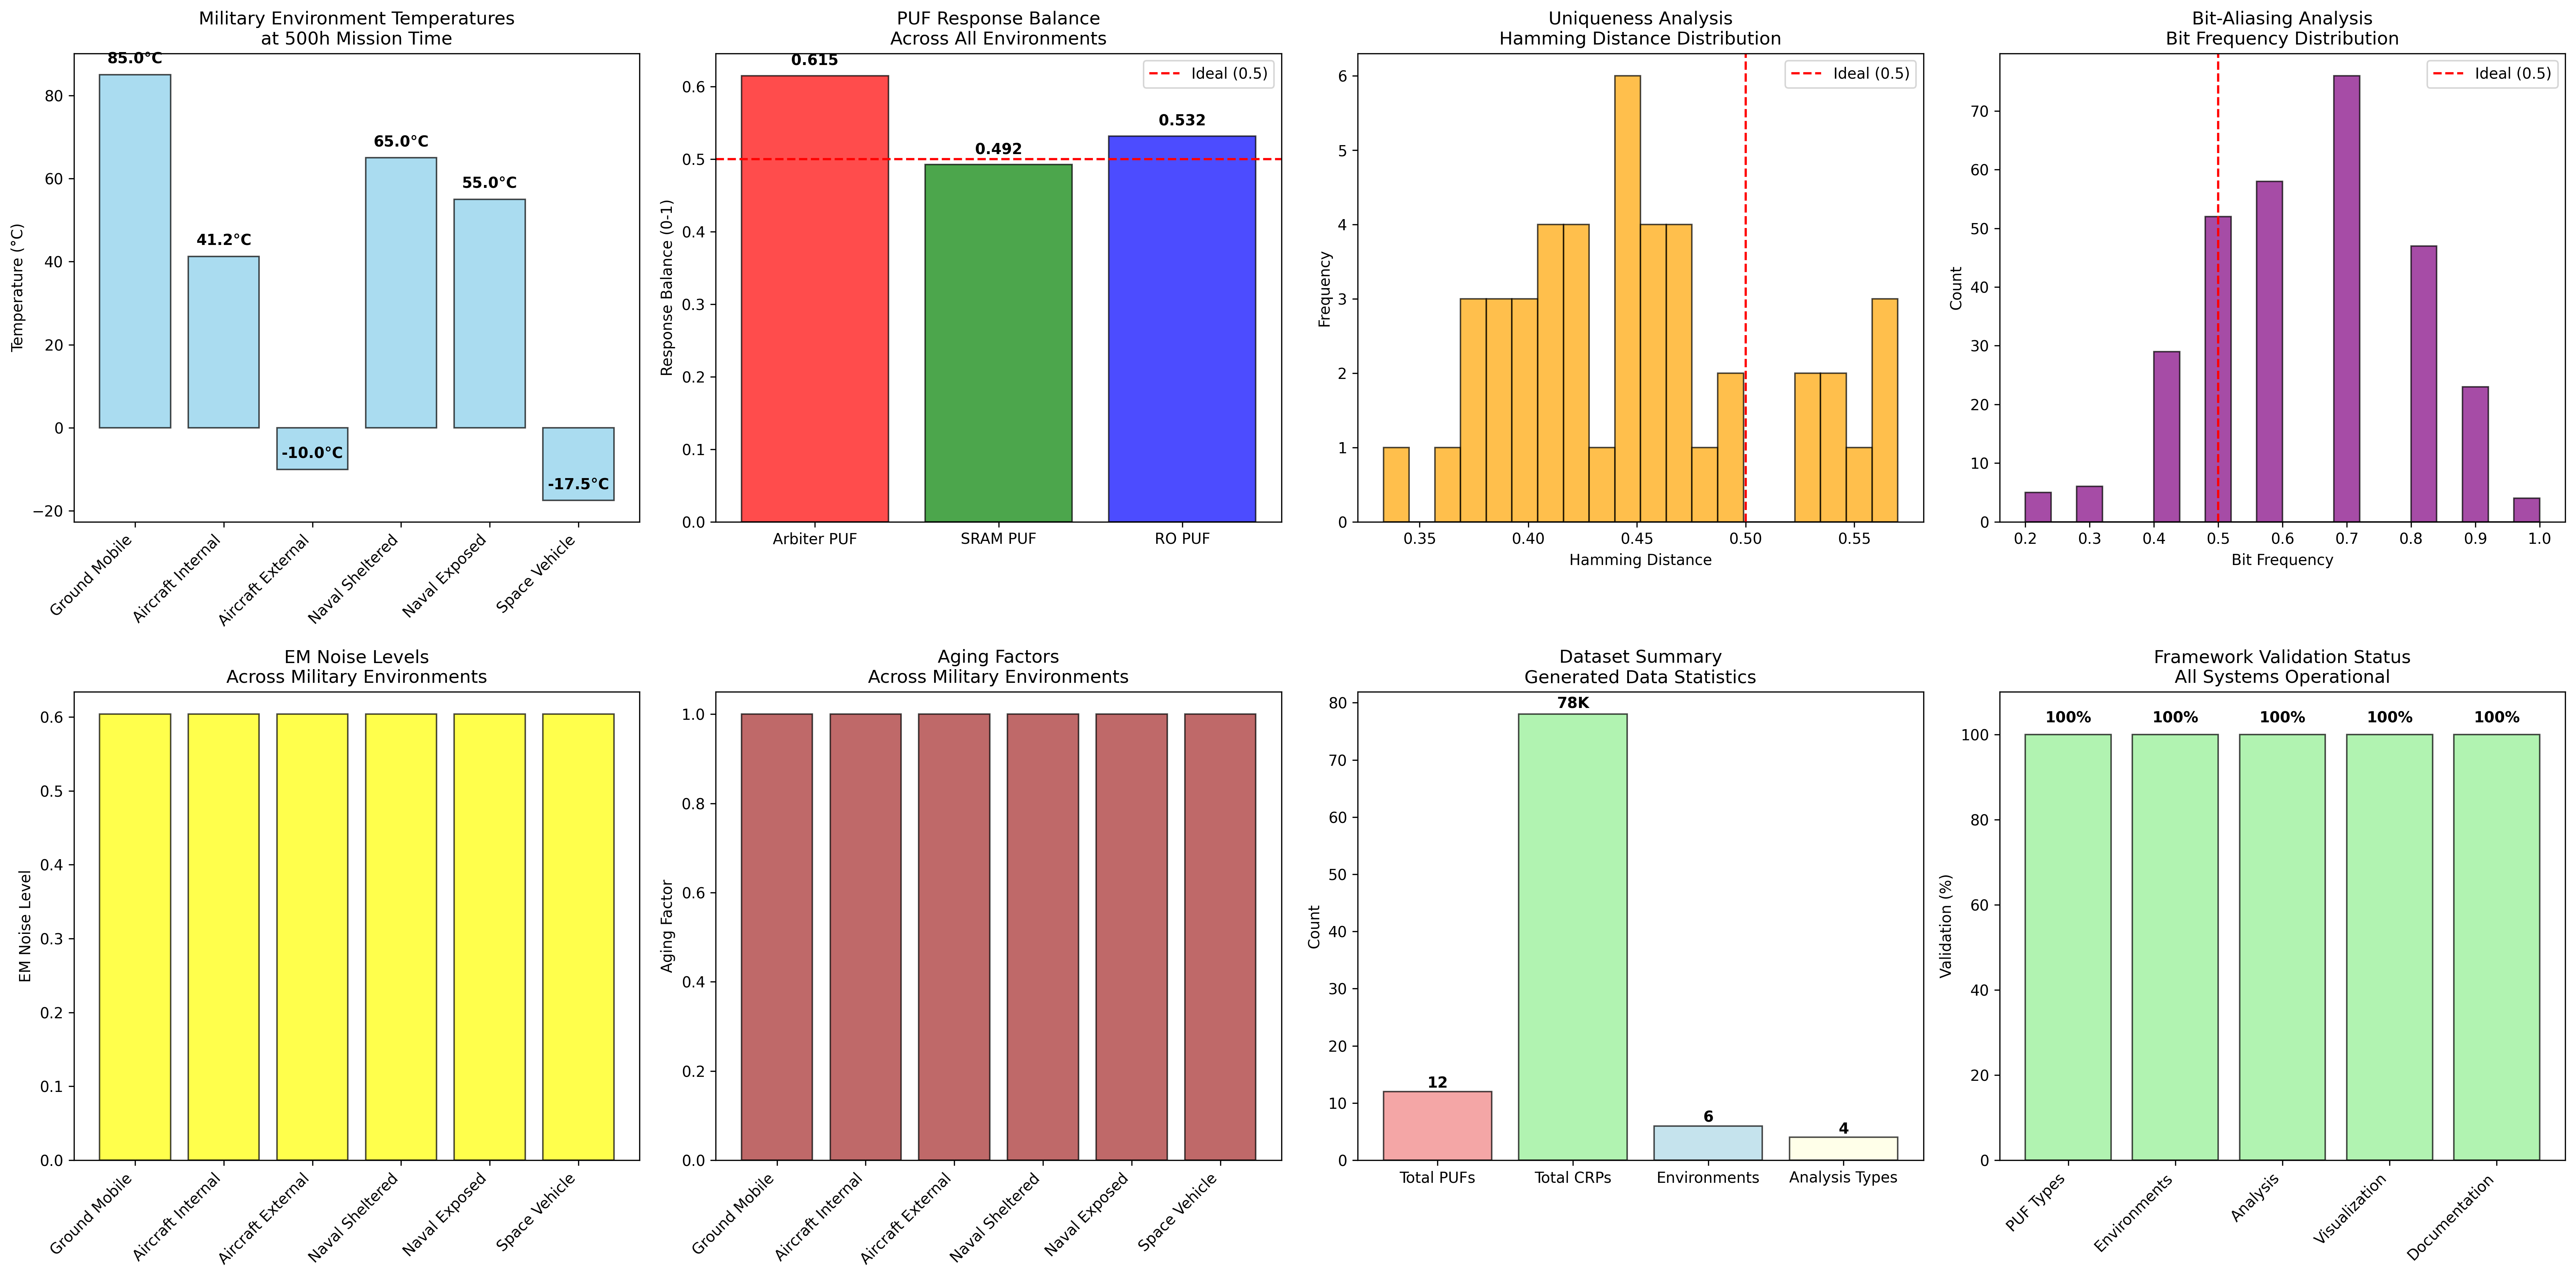 Military Environment Temperatures
at 500h Mission Time
Temperature (°C)
80
60
40
20
0
−20
85.0°C
41.2°C
-10.0°C
65.0°C
55.0°C
-17.5°C
Ground Mobile
Aircraft Internal
Aircraft External
Naval Sheltered
Naval Exposed
Space Vehicle
PUF Response Balance
Across All Environments
Response Balance (0-1)
0.6
0.5
0.4
0.3
0.2
0.1
0.0
0.615
0.492
0.532
Ideal (0.5)
Arbiter PUF
SRAM PUF
RO PUF
Uniqueness Analysis
Hamming Distance Distribution
Frequency
6
5
4
3
2
1
0
Ideal (0.5)
0.35
0.40
0.45
0.50
0.55
Hamming Distance
Bit-Aliasing Analysis
Bit Frequency Distribution
Count
70
60
50
40
30
20
10
0
Ideal (0.5)
0.2
0.3
0.4
0.5
0.6
0.7
0.8
0.9
1.0
Bit Frequency
EM Noise Levels
Across Military Environments
EM Noise Level
0.6
0.5
0.4
0.3
0.2
0.1
0.0
Ground Mobile
Aircraft Internal
Aircraft External
Naval Sheltered
Naval Exposed
Space Vehicle
Aging Factors
Across Military Environments
Aging Factor
1.0
0.8
0.6
0.4
0.2
0.0
Ground Mobile
Aircraft Internal
Aircraft External
Naval Sheltered
Naval Exposed
Space Vehicle
Dataset Summary
Generated Data Statistics
Count
80
70
60
50
40
30
20
10
0
12
78K
6
4
Total PUFs
Total CRPs
Environments
Analysis Types
Framework Validation Status
All Systems Operational
Validation (%)
100
80
60
40
20
0
100%
100%
100%
100%
100%
PUF Types
Environments
Analysis
Visualization
Documentation